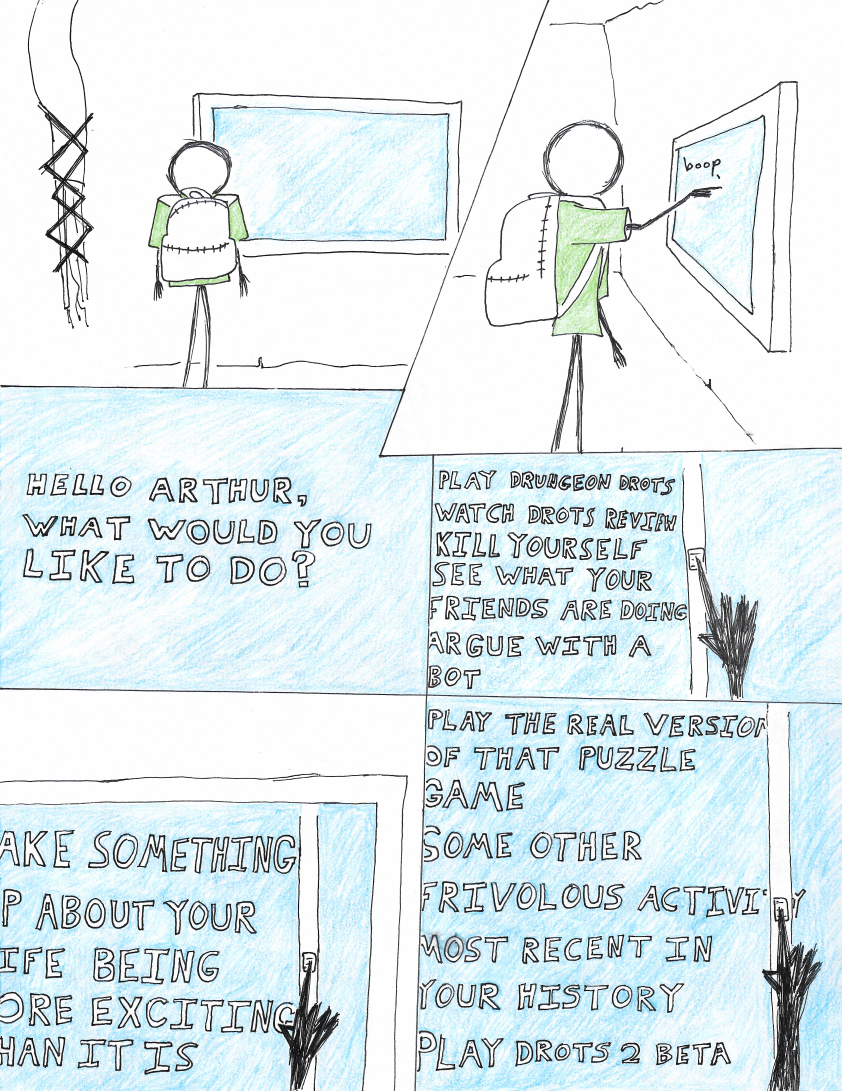 boop.
HELLO ARTHUR,
WHAT WOULD YOU
LIKE TO DO?
PLAY DRUNGEON DROTS
WATCH DROTS REVIEW
KILL YOURSELF
SEE WHAT YOUR
FRIENDS ARE DOING
ARGUE WITH A
BOT
AKE SOMETHING
P ABOUT YOUR
IFE BEING
ORE EXCITING
HAN IT IS
PLAY THE REAL VERSION
OF THAT PUZZLE
GAME
SOME OTHER
FRIVOLOUS ACTIVITY
MOST RECENT IN
YOUR HISTORY
PLAY DROTS 2 BETA